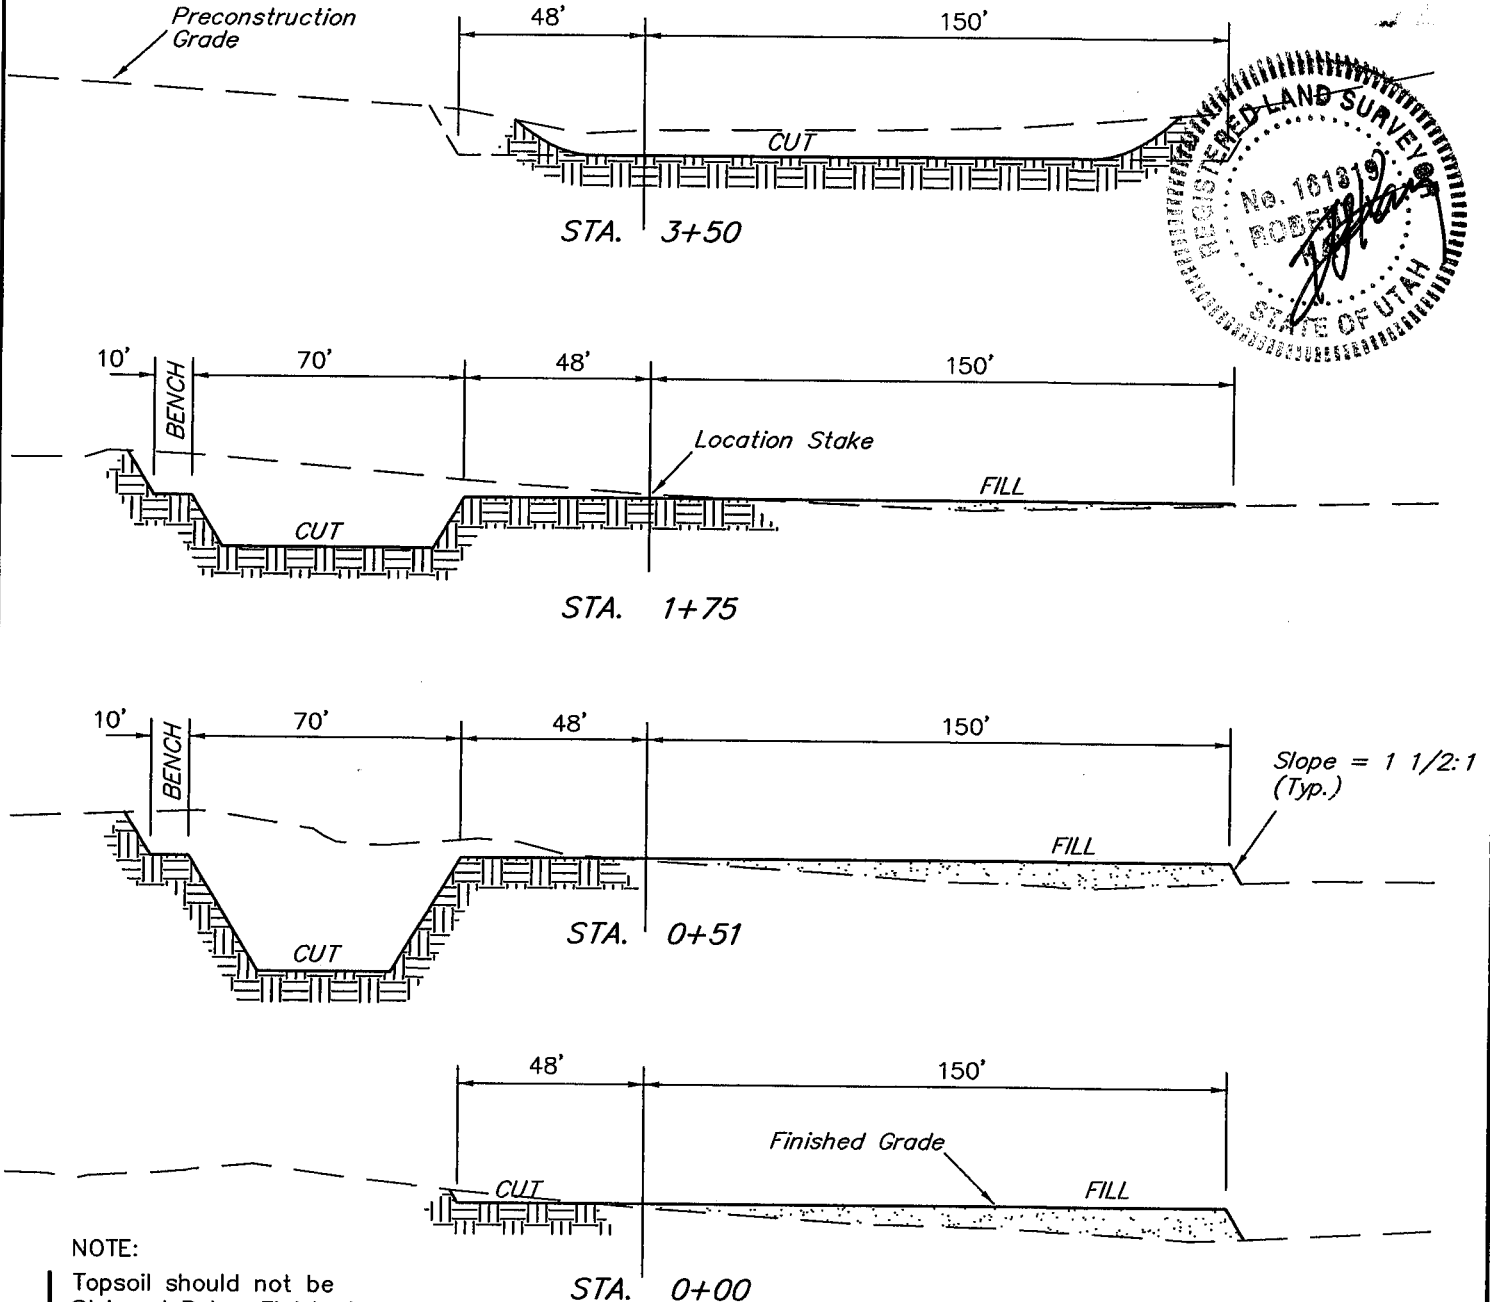 Preconstruction
Grade
48'
150'
CUT
STA. 3+50
REGISTERED LAND SURVEYOR
No. 161319
STATE OF UTAH
10'
BENCH
70'
48'
150'
Location Stake
FILL
CUT
STA. 1+75
10'
BENCH
70'
48'
150'
Slope = 1 1/2:1
(Typ.)
FILL
CUT
STA. 0+51
48'
150'
Finished Grade
CUT
FILL
STA. 0+00
NOTE:
Topsoil should not be